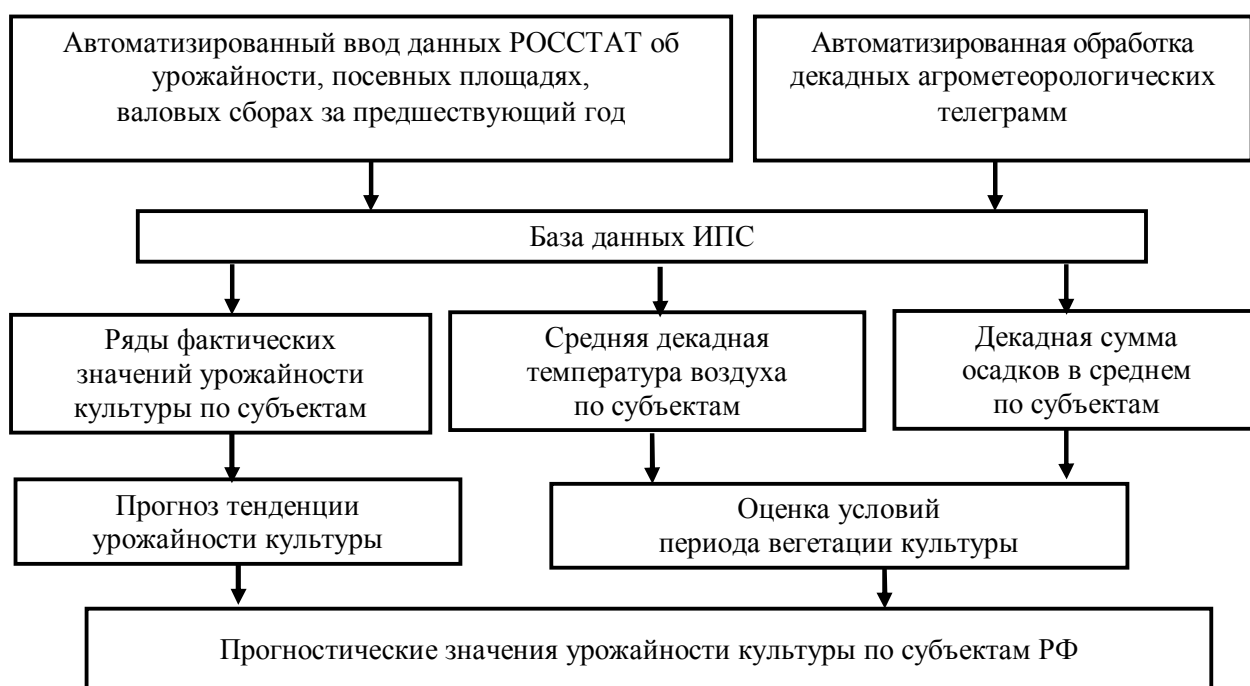 Автоматизированный ввод данных РОССТАТ об
урожайности, посевных площадях,
валовых сборах за предшествующий год
Автоматизированная обработка
декадных агрометеорологических
телеграмм
База данных ИПС
Ряды фактических
значений урожайности
культуры по субъектам
Средняя декадная
температура воздуха
по субъектам
Декадная сумма
осадков в среднем
по субъектам
Прогноз тенденции
урожайности культуры
Оценка условий
периода вегетации культуры
Прогностические значения урожайности культуры по субъектам РФ